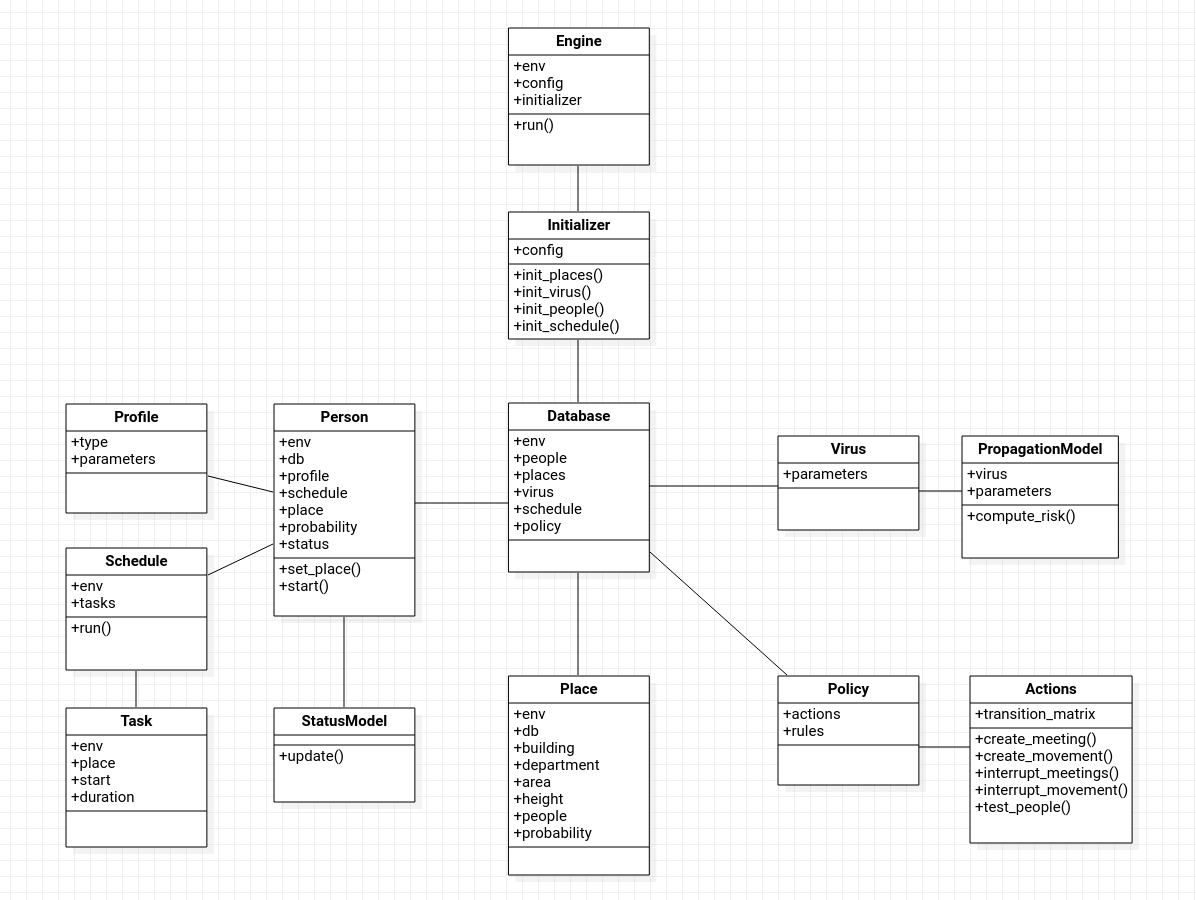 Engine
+env
+config
+initializer
+run()
Initializer
+config
+init_places()
+init_virus()
+init_people()
+init_schedule()
Profile
+type
+parameters
Person
+env
+db
+profile
+schedule
+place
+probability
+status
+set_place()
+start()
Database
+env
+people
+places
+virus
+schedule
+policy
Virus
+parameters
PropagationModel
+virus
+parameters
+compute_risk()
Schedule
+env
+tasks
+run()
Task
+env
+place
+start
+duration
StatusModel
+update()
Place
+env
+db
+building
+department
+area
+height
+people
+probability
Policy
+actions
+rules
Actions
+transition_matrix
+create_meeting()
+create_movement()
+interrupt_meetings()
+interrupt_movement()
+test_people()